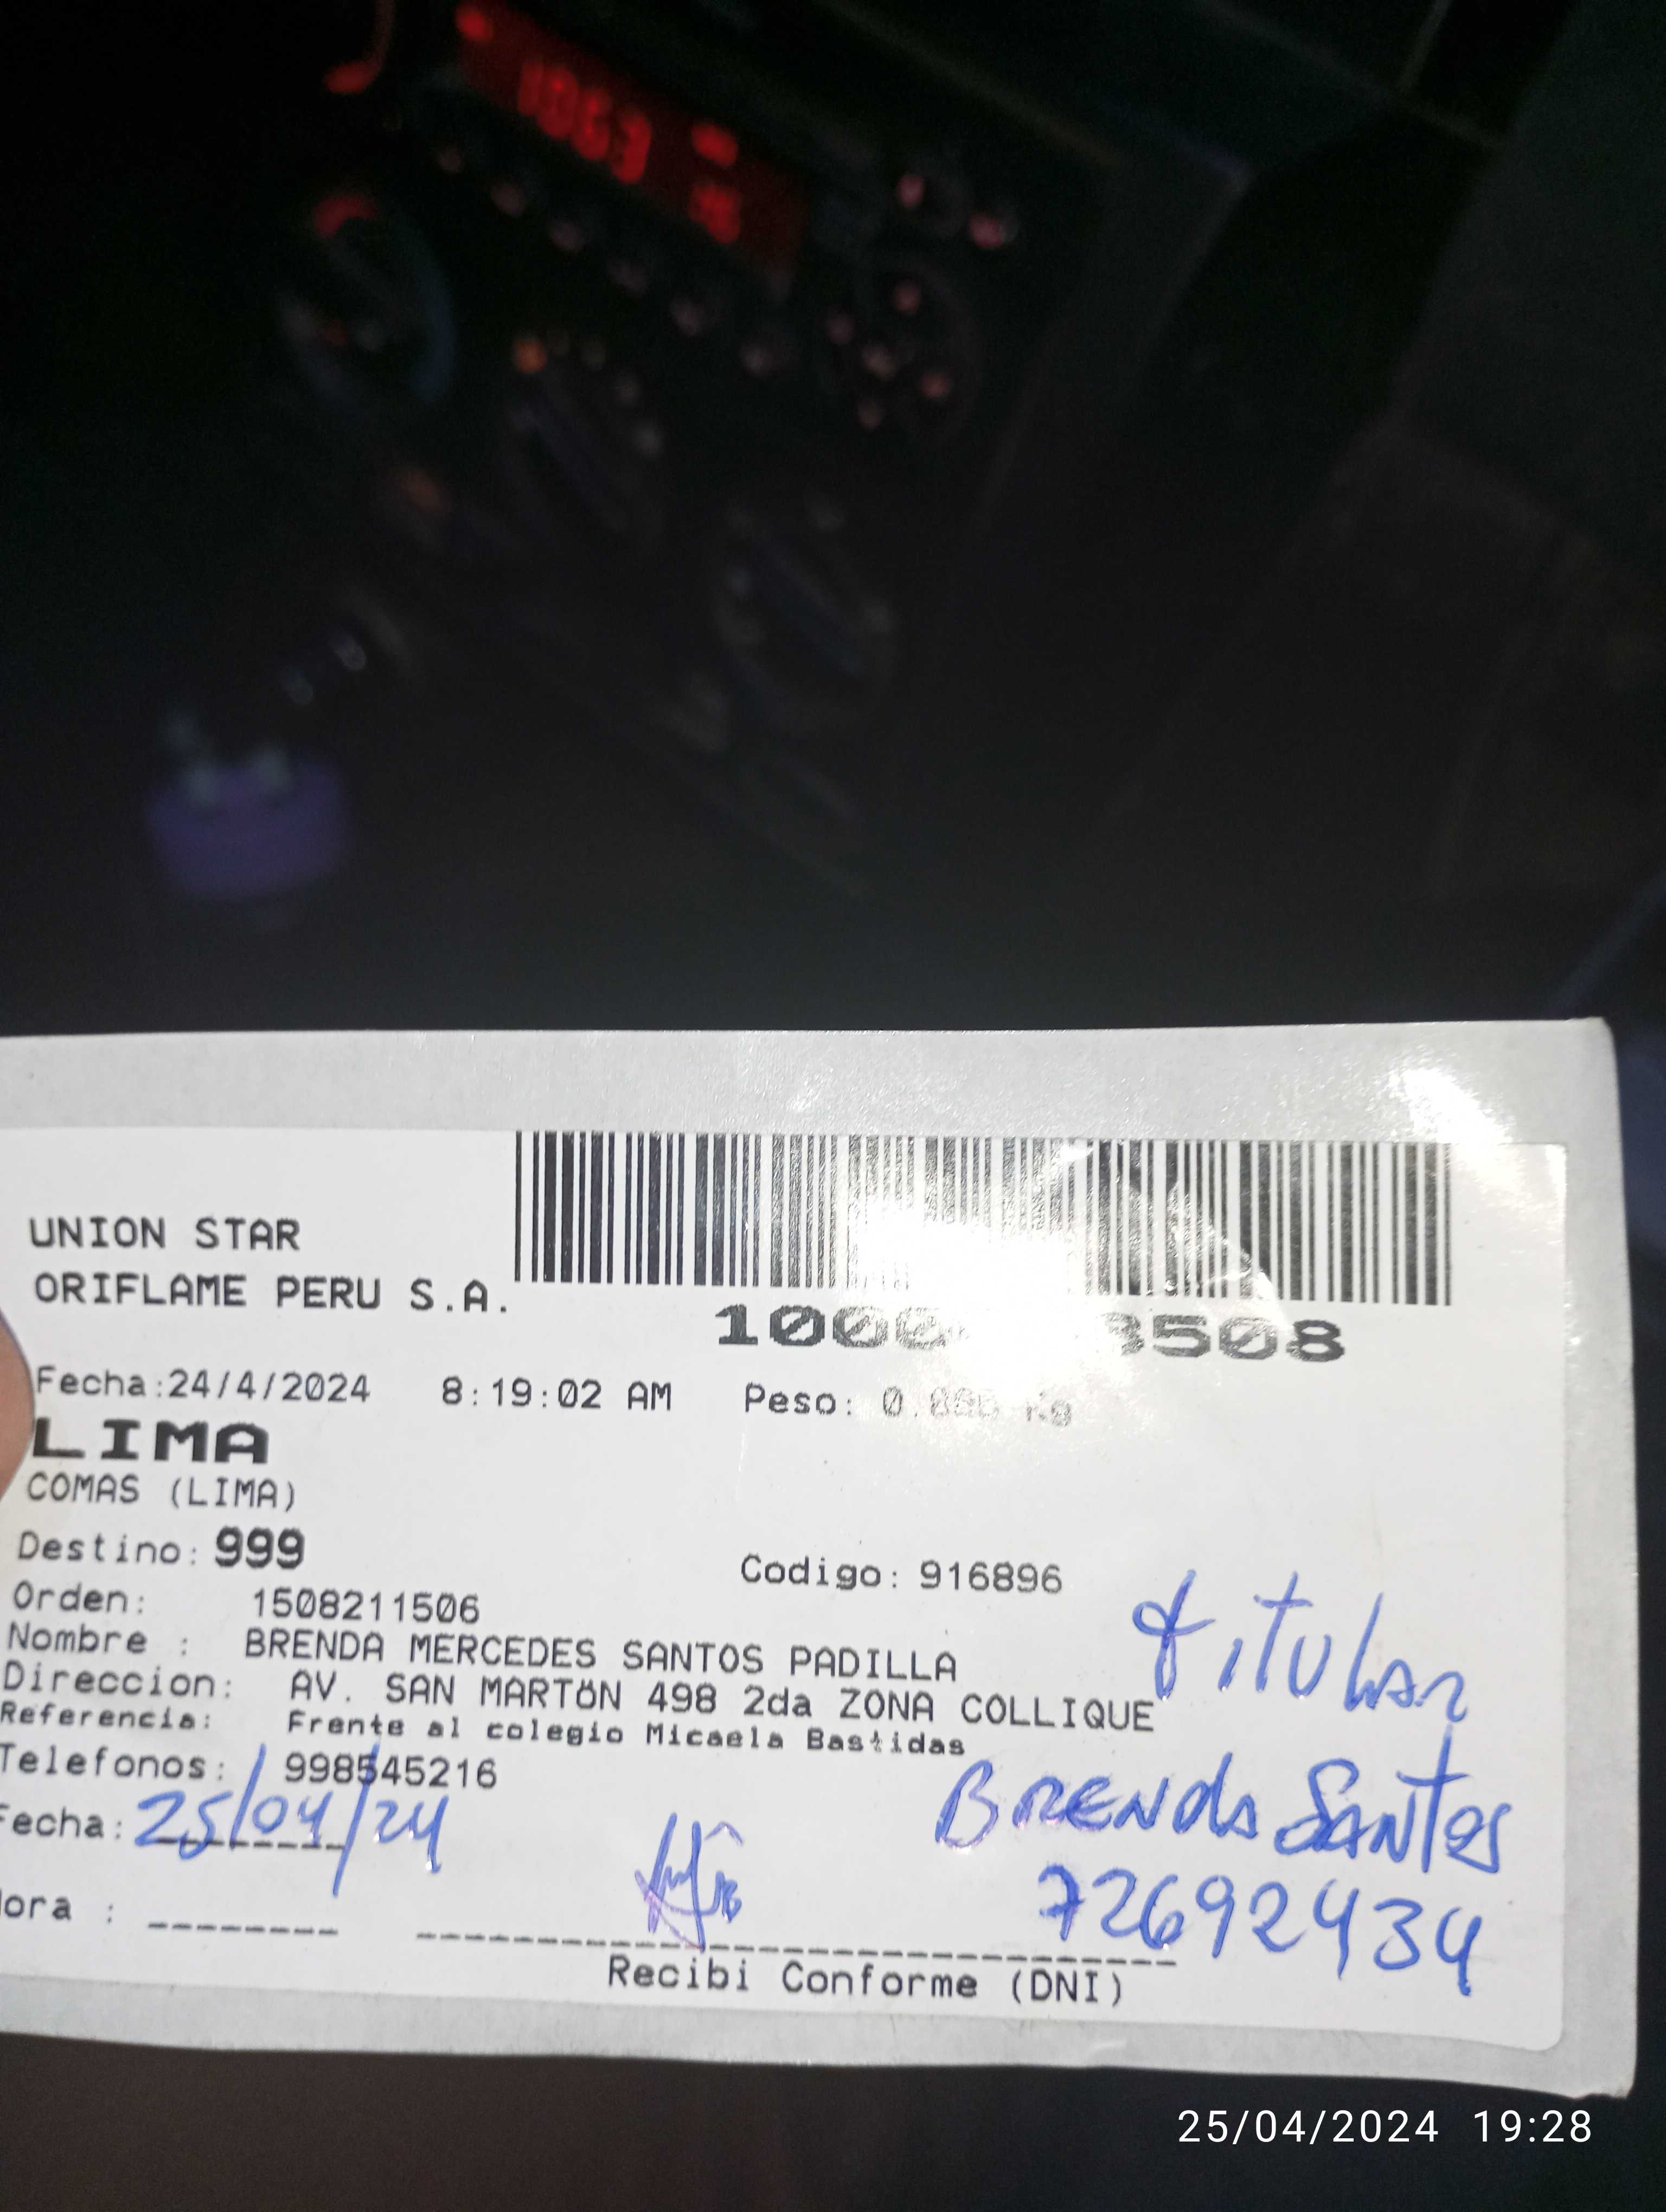 UNION STAR
ORIFLAME PERU S.A.
Fecha:24/4/2024 8:19:02 AM Peso:
LIMA
COMAS (LIMA)
Destino: 999
Codigo: 916896
Orden: 1508211506
Nombre : BRENDA MERCEDES SANTOS PADILLA
Direccion: AV. SAN MARTÖN 498 2da ZONA COLLIQUE
Referencia: Frente al colegio Micaela Bastidas
Telefonos: 998545216
Fecha: 25/04/24
titular
BRENda SANTos
72692434
ora :
Recibi Conforme (DNI)
25/04/2024 19:28